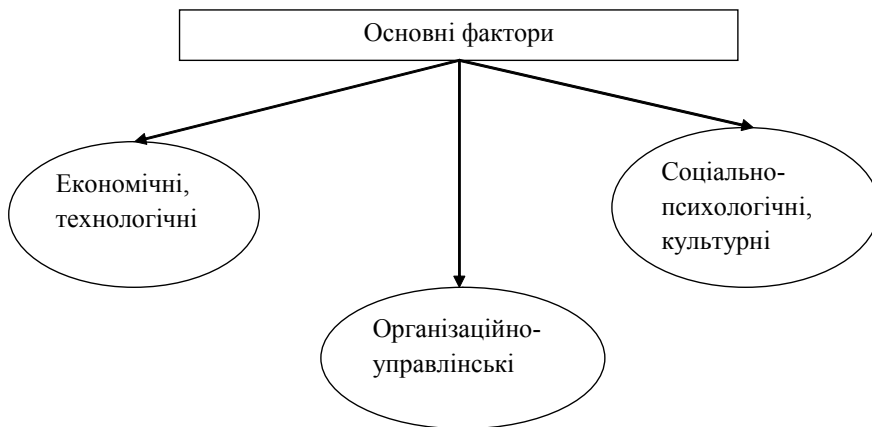 Основні фактори
Економічні,
технологічні
Соціально-
психологічні,
культурні
Організаційно-
управлінські